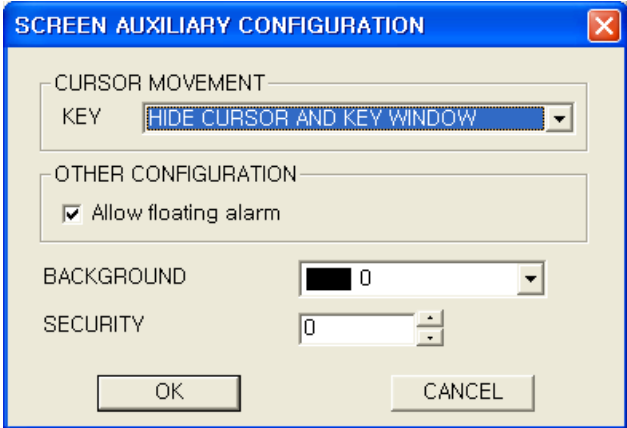 SCREEN AUXILIARY CONFIGURATION
CURSOR MOVEMENT
KEY HIDE CURSOR AND KEY WINDOW
OTHER CONFIGURATION
Allow floating alarm
BACKGROUND 0
SECURITY 0
OK CANCEL